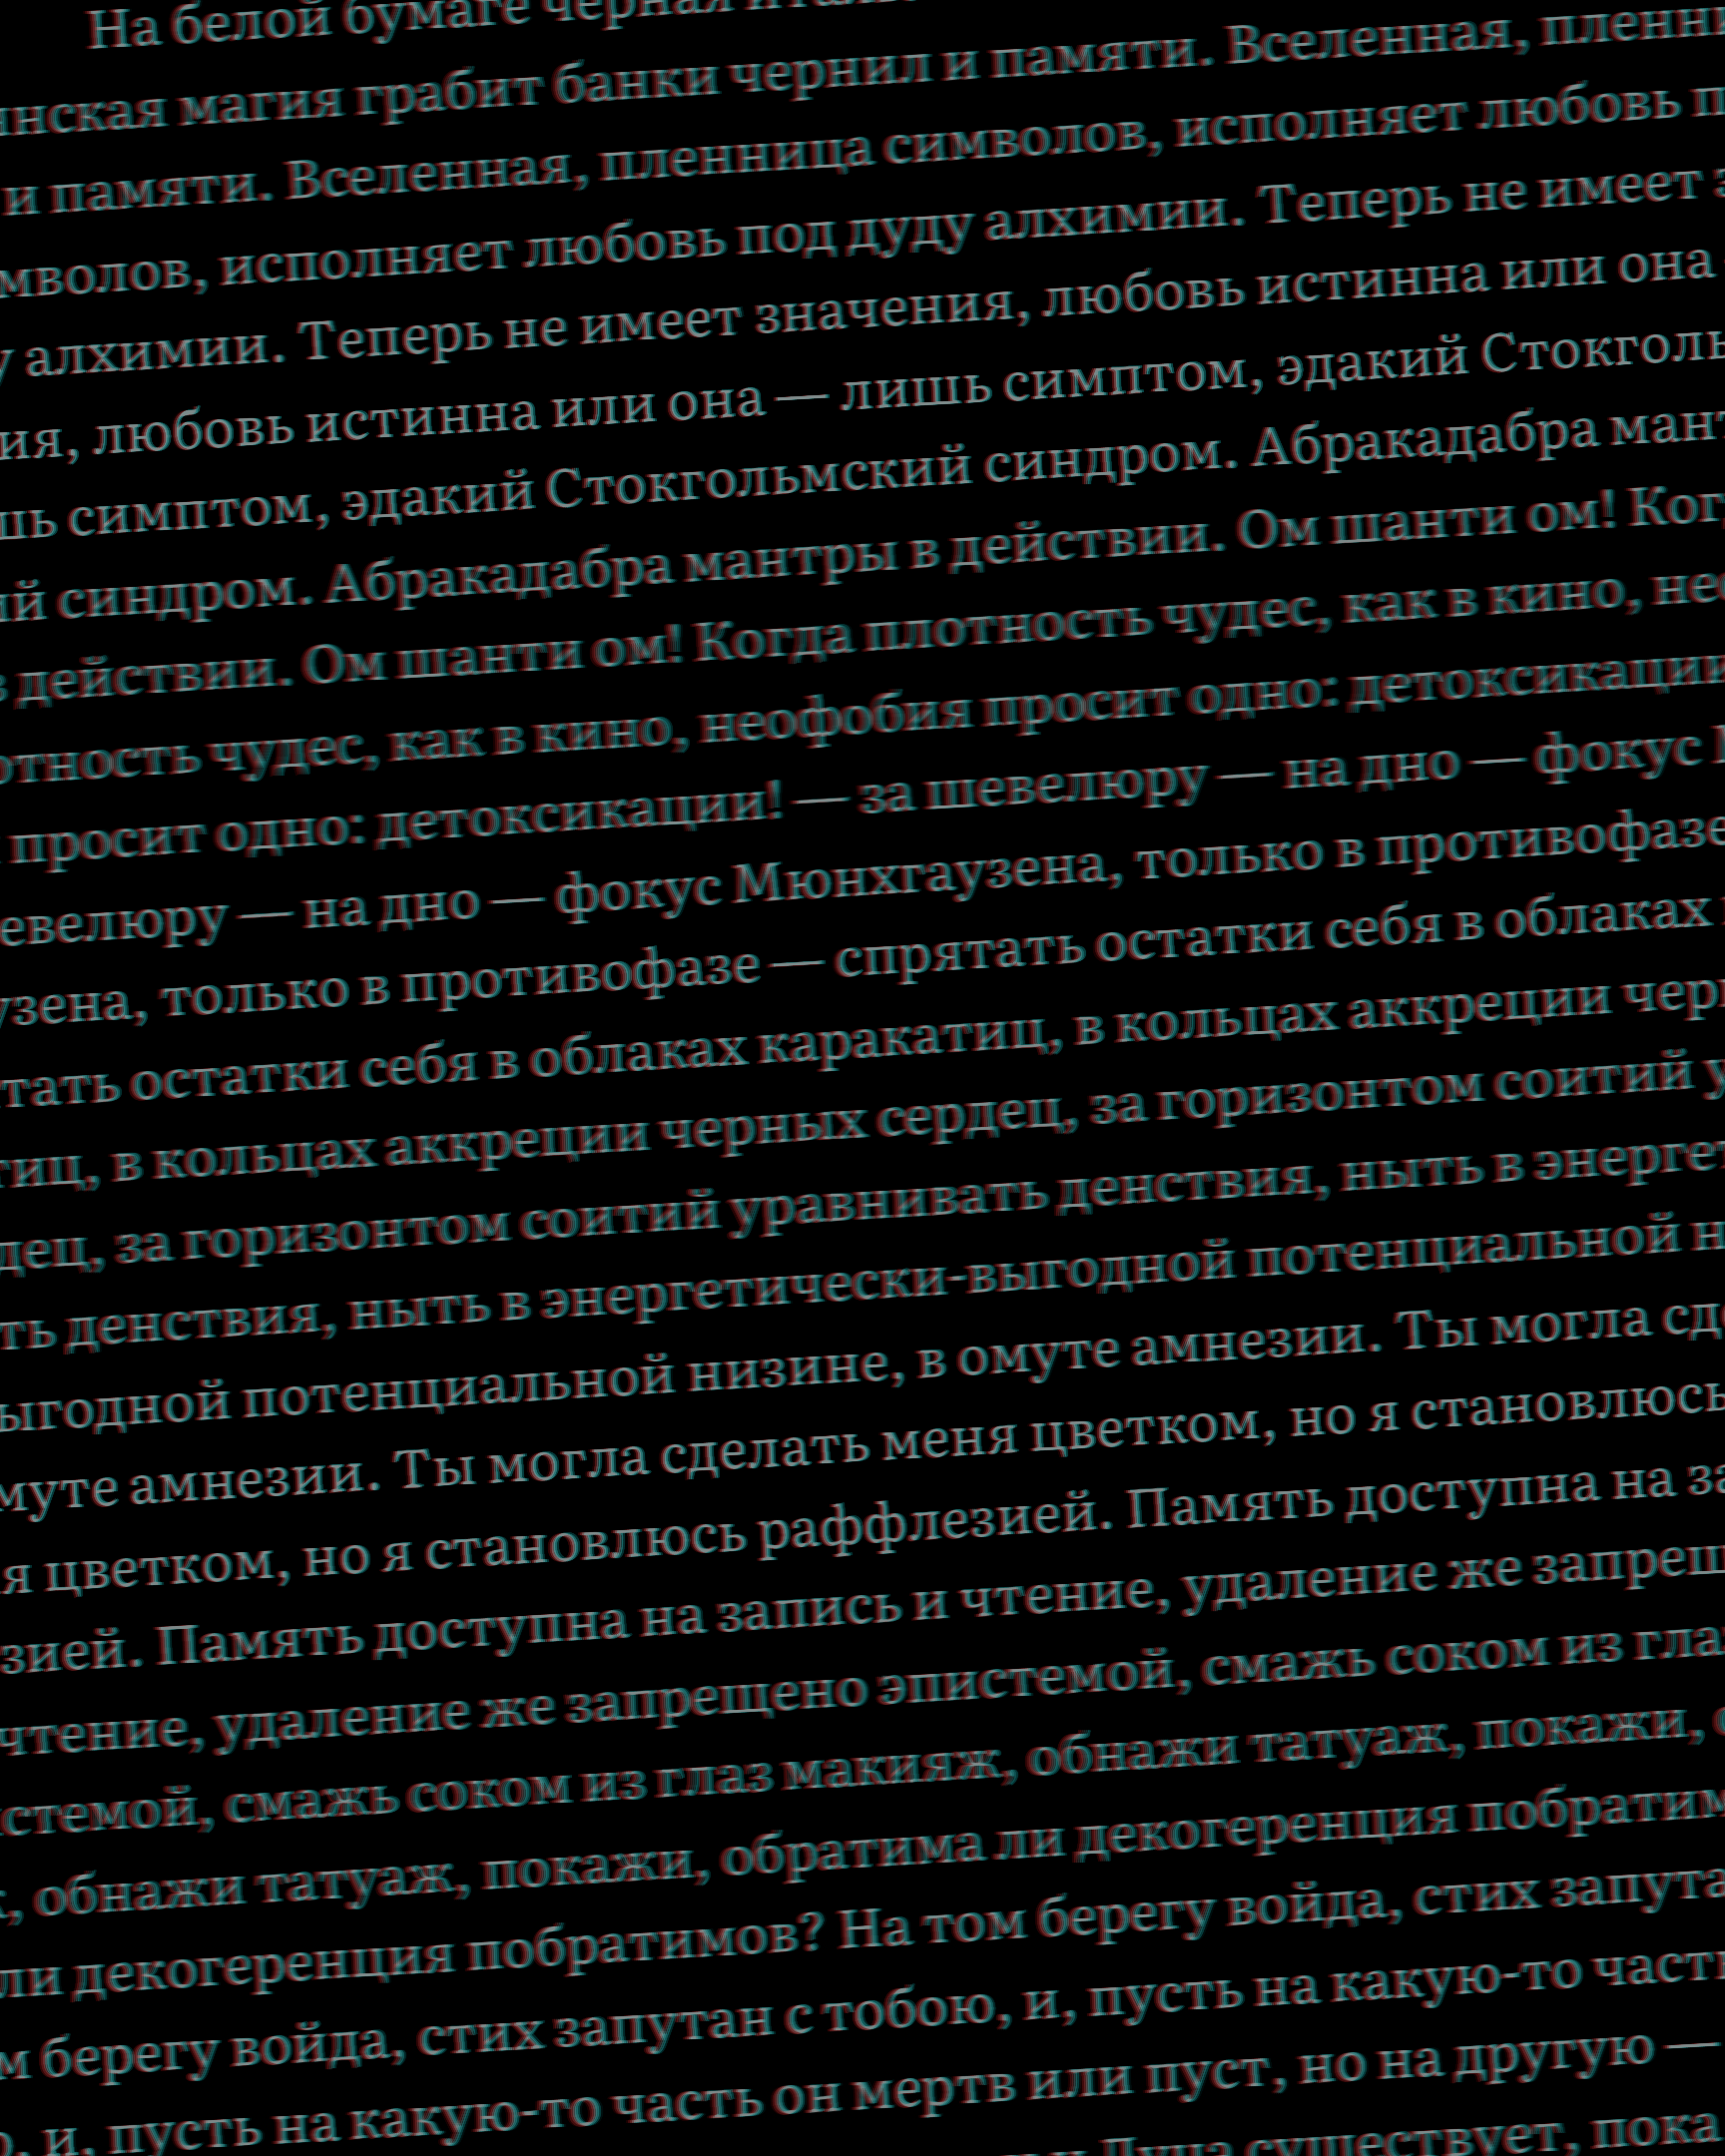 На белой бумаге черная
нская магия грабит банки чернил и памяти. Вселенная, пленни
и памяти. Вселенная, пленница символов, исполняет любовь п
мволов, исполняет любовь под дуду алхимии. Теперь не имеет з
у алхимии. Теперь не имеет значения, любовь истинна или она
ия, любовь истинна или она — лишь симптом, эдакий Стокголь
шь симптом, эдакий Стокгольмский синдром. Абракадабра мант
ий синдром. Абракадабра мантры в действии. Ом шанти ом! Ког
в действии. Ом шанти ом! Когда плотность чудес, как в кино, нео
отность чудес, как в кино, неофобия просит одно: детоксикации
просит одно: детоксикации! — за шевелюру — на дно — фокус М
евелюру — на дно — фокус Мюнхгаузена, только в противофазе
узена, только в противофазе — спрятать остатки себя в облаках
тать остатки себя в облаках каракатиц, в кольцах аккреции черн
тиц, в кольцах аккреции черных сердец, за горизонтом соитий у
дец, за горизонтом соитий уравнивать денствия, ныть в энергет
ть денствия, ныть в энергетически-выгодной потенциальной н
ыгодной потенциальной низине, в омуте амнезии. Ты могла сде
муте амнезии. Ты могла сделать меня цветком, но я становлюсь
я цветком, но я становлюсь раффлезией. Память доступна на за
зией. Память доступна на запись и чтение, удаление же запрещ
чтение, удаление же запрещено эпистемой, смажь соком из гла
истемой, смажь соком из глаз макияж, обнажи татуаж, покажи, о
ж, обнажи татуаж, покажи, обратима ли декогеренция побратим
ли декогеренция побратимов? На том берегу войда, стих запута
м берегу войда, стих запутан с тобою, и, пусть на какую-то часть
ю, и, пусть на какую-то часть он мертв или пуст, но на другую —
Душа существует, пока